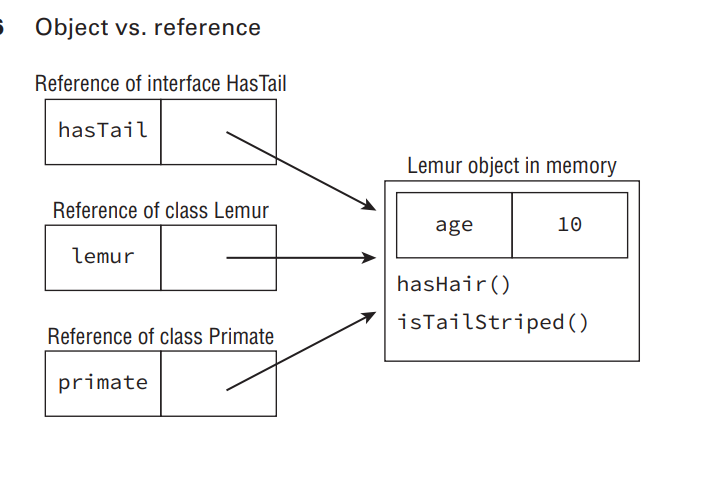 Object vs. reference
Reference of interface HasTail
hasTail
Lemur object in memory
Reference of class Lemur
age 10
lemur
hasHair()
isTailStriped()
Reference of class Primate
primate